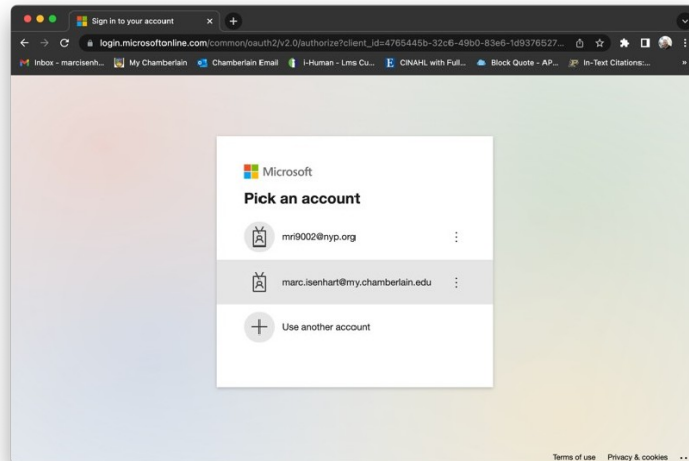 Sign in to your account
login.microsoftonline.com/common/oauth2/v2.0/authorize?client_id=4765445b-32c6-49b0-83e6-1d9376527...
Inbox - marcisenh... My Chamberlain Chamberlain Email i-Human - Lms Cu... CINAHL with Full... Block Quote - AP... In-Text Citations:... »
Microsoft
Pick an account
mri9002@nyp.org
marc.isenhart@my.chamberlain.edu
Use another account
Terms of use Privacy & cookies ...